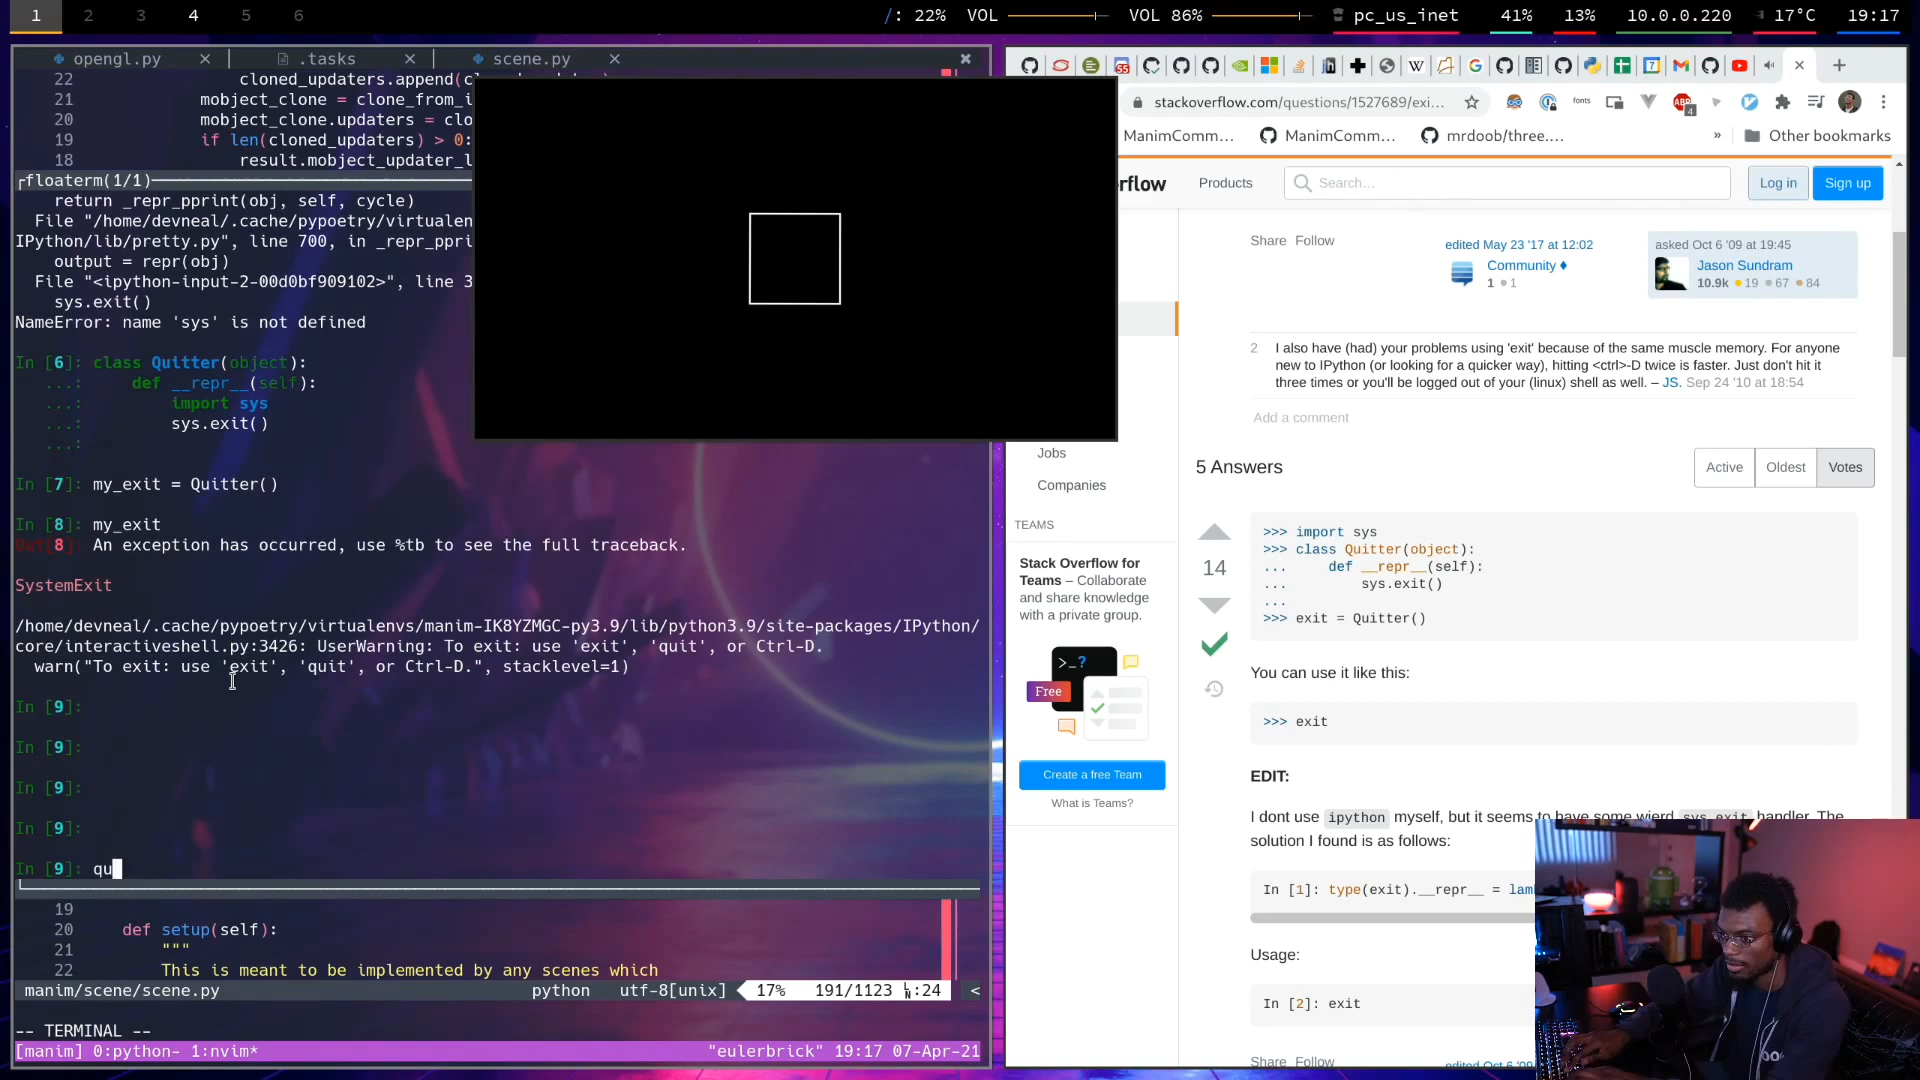 1 2 3 4 5 6
/: 22% VOL VOL 86% pc_us_inet 41% 13% 10.0.0.220 17°C 19:17
opengl.py .tasks scene.py
22 cloned_updaters.append(
21 mobject_clone = clone_from_i
20 mobject_clone.updaters = clo
19 if len(cloned_updaters) > 0:
18 result.mobject_updater_l
floaterm(1/1)
return _repr_pprint(obj, self, cycle)
File "/home/devneal/.cache/pypoetry/virtualen
IPython/lib/pretty.py", line 700, in _repr_ppri
output = repr(obj)
File "<ipython-input-2-00d0bf909102>", line 3
sys.exit()
NameError: name 'sys' is not defined
In [6]: class Quitter(object):
...: def __repr__(self):
...: import sys
...: sys.exit()
...:
In [7]: my_exit = Quitter()
In [8]: my_exit
Out[8] An exception has occurred, use %tb to see the full traceback.
SystemExit
/home/devneal/.cache/pypoetry/virtualenvs/manim-IK8YZMGC-py3.9/lib/python3.9/site-packages/IPython/
core/interactiveshell.py:3426: UserWarning: To exit: use 'exit', 'quit', or Ctrl-D.
warn("To exit: use 'exit', 'quit', or Ctrl-D.", stacklevel=1)
In [9]:
In [9]:
In [9]:
In [9]:
In [9]: qu
19
20 def setup(self):
21 """
22 This is meant to be implemented by any scenes which
manim/scene/scene.py python utf-8[unix] 17% 191/1123 :24 <
-- TERMINAL --
[manim] 0:python- 1:nvim* "eulerbrick" 19:17 07-Apr-21
stackoverflow.com/questions/1527689/exi...
fonts
ABP
4
ManimComm... ManimComm... mrdoob/three.... » Other bookmarks
rflow Products Search... Log in Sign up
Share Follow
edited May 23 '17 at 12:02
Community ♦
1 1
asked Oct 6 '09 at 19:45
Jason Sundram
10.9k 19 67 84
2 I also have (had) your problems using 'exit' because of the same muscle memory. For anyone
new to IPython (or looking for a quicker way), hitting <ctrl>-D twice is faster. Just don't hit it
three times or you'll be logged out of your (linux) shell as well. – JS. Sep 24 '10 at 18:54
Add a comment
Jobs
Companies
TEAMS
Stack Overflow for
Teams – Collaborate
and share knowledge
with a private group.
>_?
Free
Create a free Team
What is Teams?
5 Answers
Active Oldest Votes
14
>>> import sys
>>> class Quitter(object):
... def __repr__(self):
... sys.exit()
...
>>> exit = Quitter()
You can use it like this:
>>> exit
EDIT:
I dont use ipython myself, but it seems to have some wierd sys.exit handler. The
solution I found is as follows:
In [1]: type(exit).__repr__ = lam
Usage:
In [2]: exit
Share Follow
edited Oct 6 '09